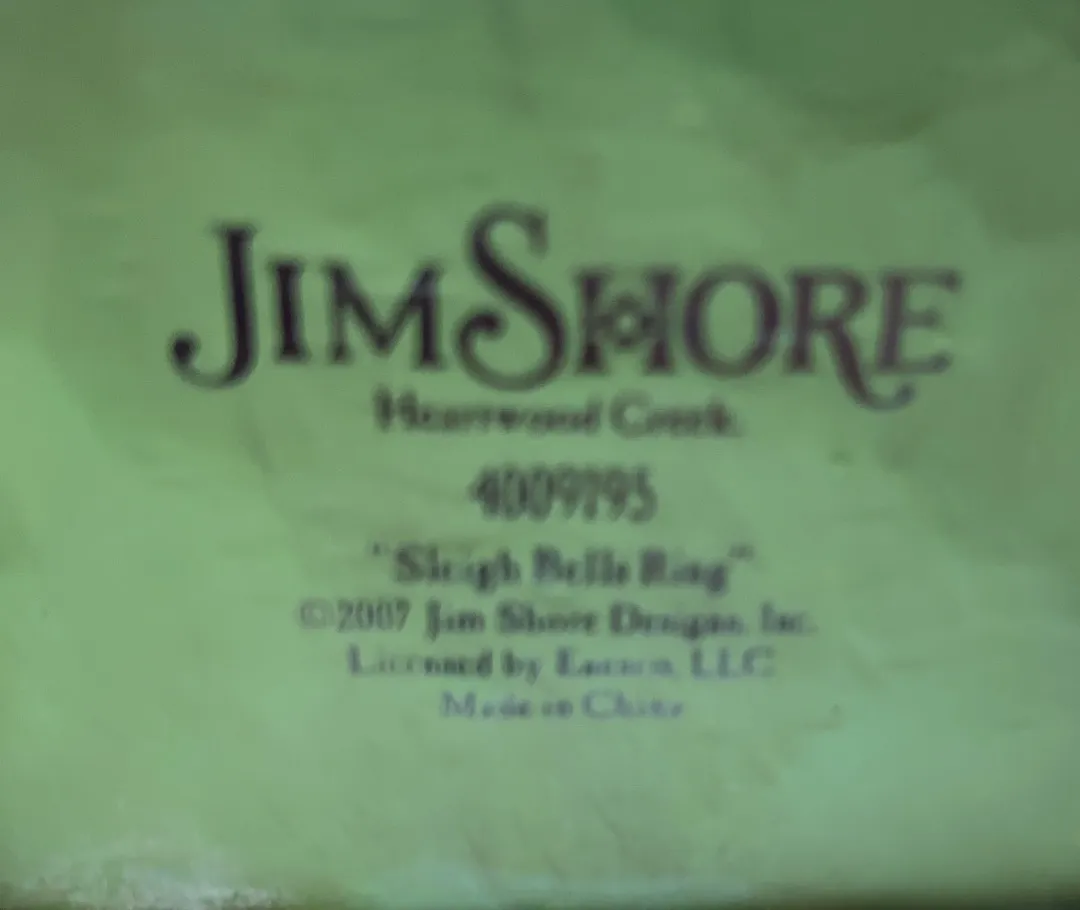 JIM SHORE
Heartwood Creek.
"Sleigh Bells Ring"
©2007 Jim Shore Designs, Inc.
Licensed by Enesco, LLC
Made in China